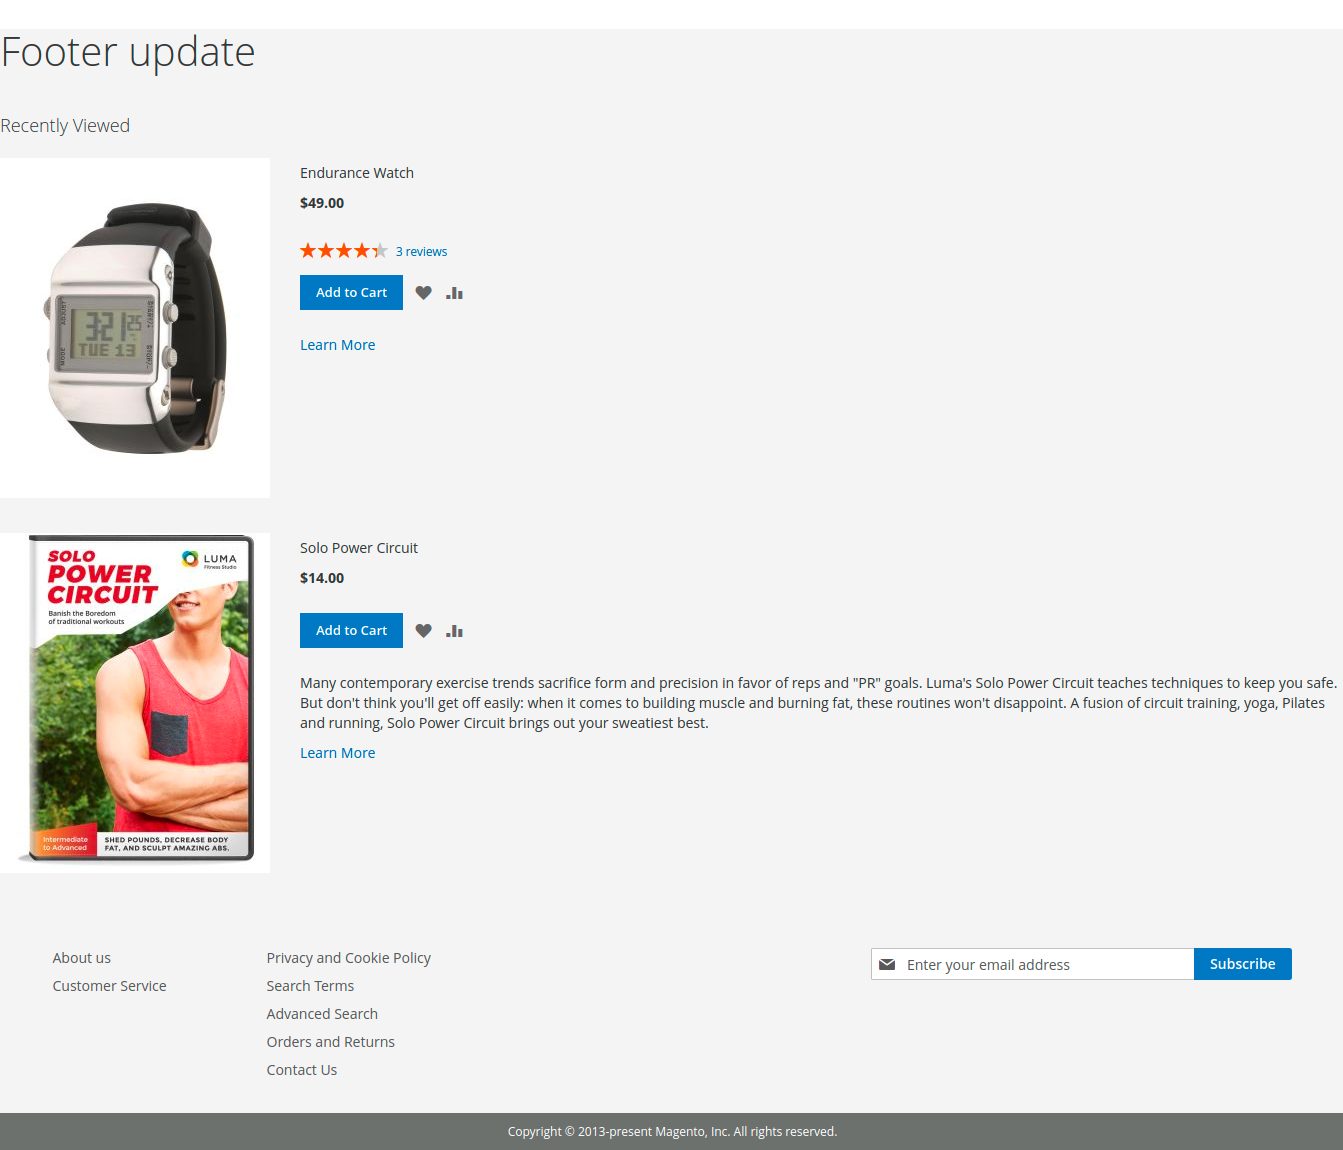 Footer update
Recently Viewed
Endurance Watch
$49.00
3 reviews
Add to Cart
Learn More
ADJUST
START/
3:21 25
TUE 13
MODE
STOP/
Solo Power Circuit
$14.00
Add to Cart
Many contemporary exercise trends sacrifice form and precision in favor of reps and "PR" goals. Luma's Solo Power Circuit teaches techniques to keep you safe.
But don't think you'll get off easily: when it comes to building muscle and burning fat, these routines won't disappoint. A fusion of circuit training, yoga, Pilates
and running, Solo Power Circuit brings out your sweatiest best.
Learn More
SOLO
POWER
CIRCUIT
LUMA
Fitness Studio
Banish the Boredom
of traditional workouts
Intermediate
to Advanced
SHED POUNDS, DECREASE BODY
FAT, AND SCULPT AMAZING ABS.
About us
Customer Service
Privacy and Cookie Policy
Search Terms
Advanced Search
Orders and Returns
Contact Us
Enter your email address
Subscribe
Copyright © 2013-present Magento, Inc. All rights reserved.